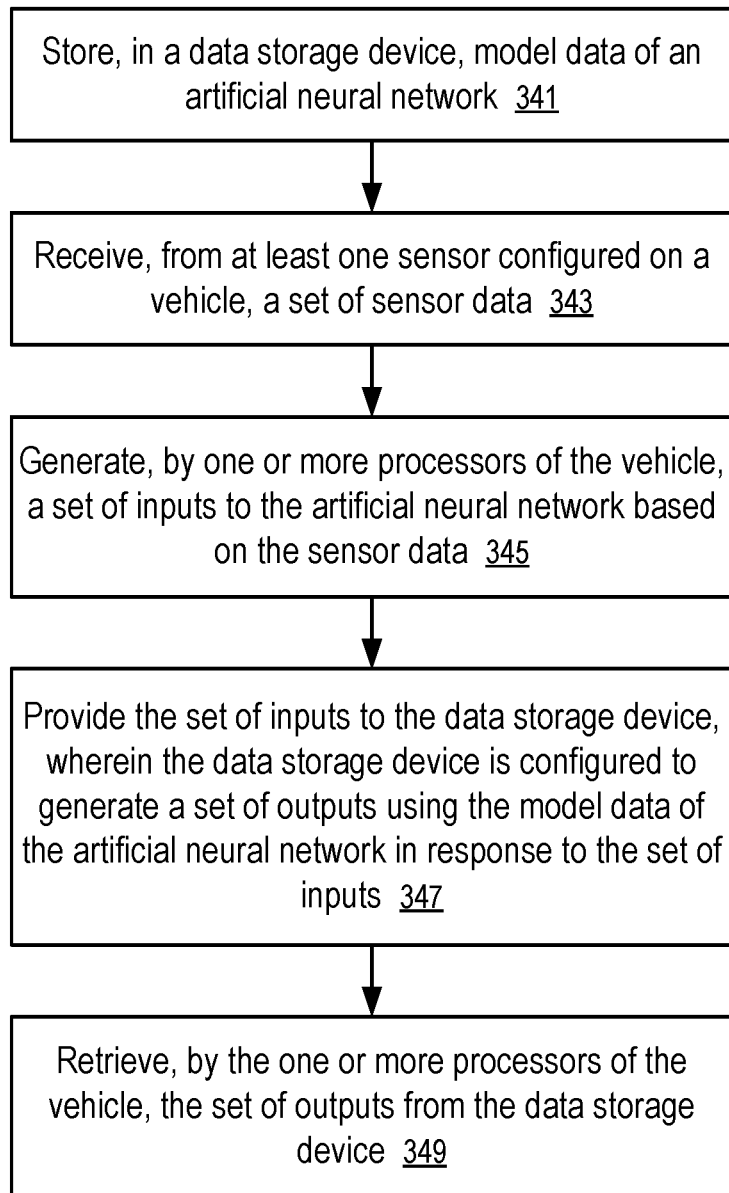 Store, in a data storage device, model data of an
artificial neural network 341
Receive, from at least one sensor configured on a
vehicle, a set of sensor data 343
Generate, by one or more processors of the vehicle,
a set of inputs to the artificial neural network based
on the sensor data 345
Provide the set of inputs to the data storage device,
wherein the data storage device is configured to
generate a set of outputs using the model data of
the artificial neural network in response to the set of
inputs 347
Retrieve, by the one or more processors of the
vehicle, the set of outputs from the data storage
device 349